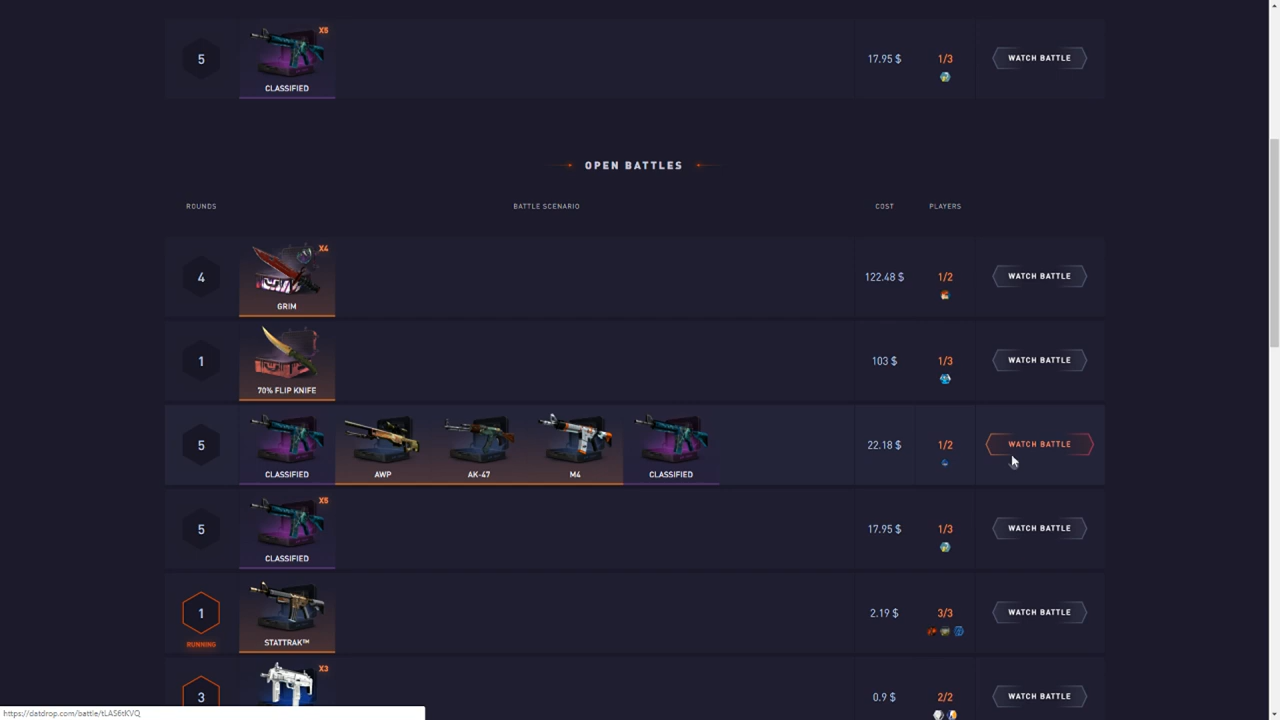 X5
5
CLASSIFIED
17.95 $
1/3
WATCH BATTLE
OPEN BATTLES
ROUNDS
BATTLE SCENARIO
COST
PLAYERS
X4
4
GRIM
122.48 $
1/2
WATCH BATTLE
1
70% FLIP KNIFE
103 $
1/3
WATCH BATTLE
5
CLASSIFIED
AWP
AK-47
M4
CLASSIFIED
22.18 $
1/2
WATCH BATTLE
X5
5
CLASSIFIED
17.95 $
1/3
WATCH BATTLE
1
RUNNING
STATTRAK™
2.19 $
3/3
WATCH BATTLE
X3
3
0.9 $
2/2
WATCH BATTLE
https://datdrop.com/battle/tLAS6tKVQ